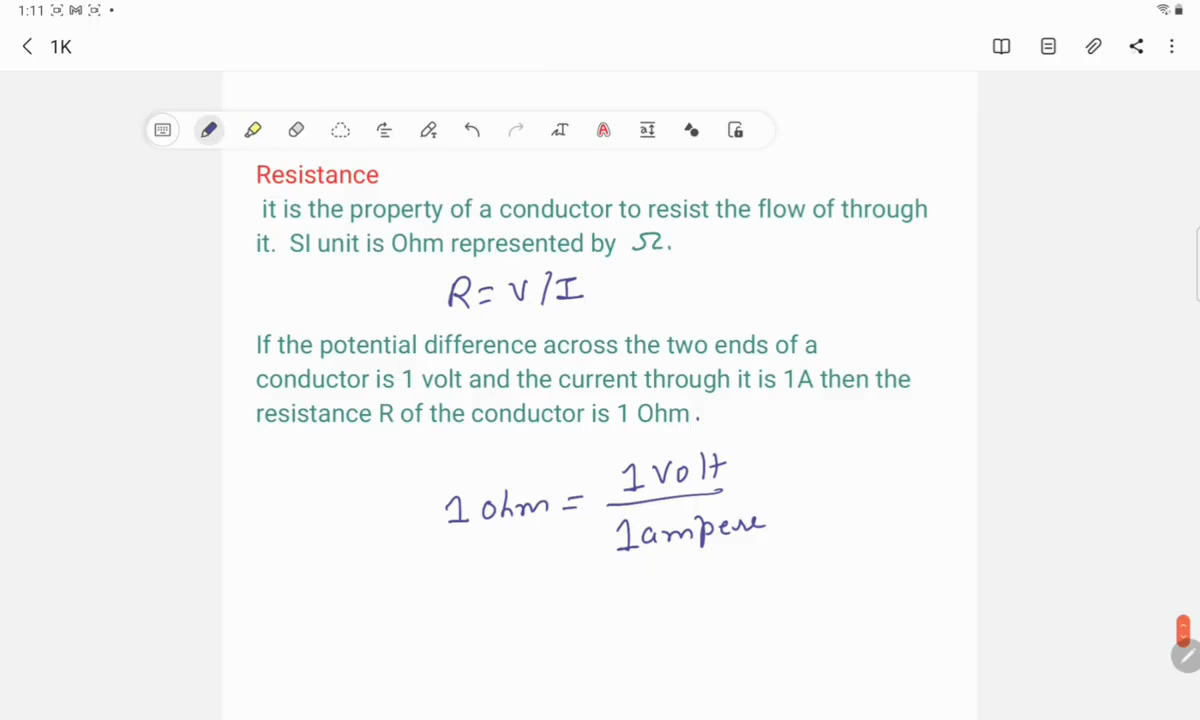 1:11
1K
Resistance
it is the property of a conductor to resist the flow of through
it. SI unit is Ohm represented by Ω.
R = V/I
If the potential difference across the two ends of a
conductor is 1 volt and the current through it is 1A then the
resistance R of the conductor is 1 Ohm.
1 ohm = 1 volt
1 ampere